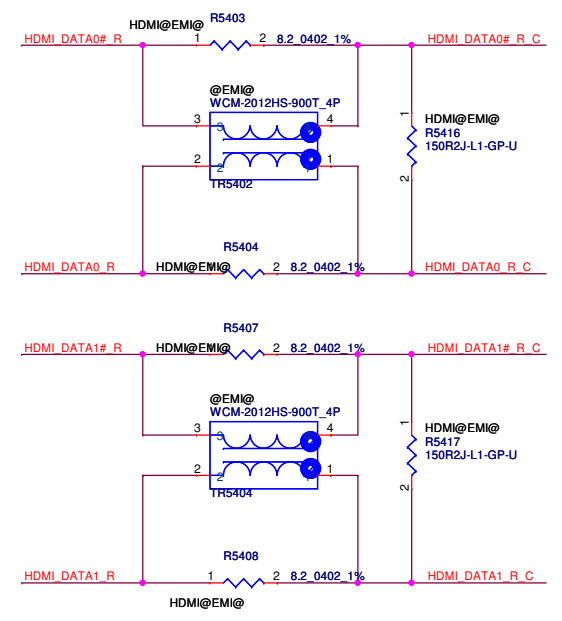 R5403
HDMI@EMI@
HDMI_DATA0#_R
1
2
8.2_0402_1%
HDMI_DATA0#_R_C
@EMI@
WCM-2012HS-900T_4P
3
3
4
1
HDMI@EMI@
R5416
150R2J-L1-GP-U
2
2
2
1
TR5402
R5404
HDMI_DATA0_R
HDMI@EMI@
2
8.2_0402_1%
HDMI_DATA0_R_C
R5407
HDMI_DATA1#_R
HDMI@EMI@
2
8.2_0402_1%
HDMI_DATA1#_R_C
@EMI@
WCM-2012HS-900T_4P
3
3
4
1
HDMI@EMI@
R5417
150R2J-L1-GP-U
2
2
1
2
TR5404
R5408
HDMI_DATA1_R
1
2
8.2_0402_1%
HDMI_DATA1_R_C
HDMI@EMI@